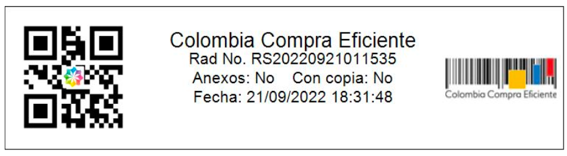 Colombia Compra Eficiente
Rad No. RS20220921011535
Anexos: No Con copia: No
Fecha: 21/09/2022 18:31:48
Colombia Compra Eficiente